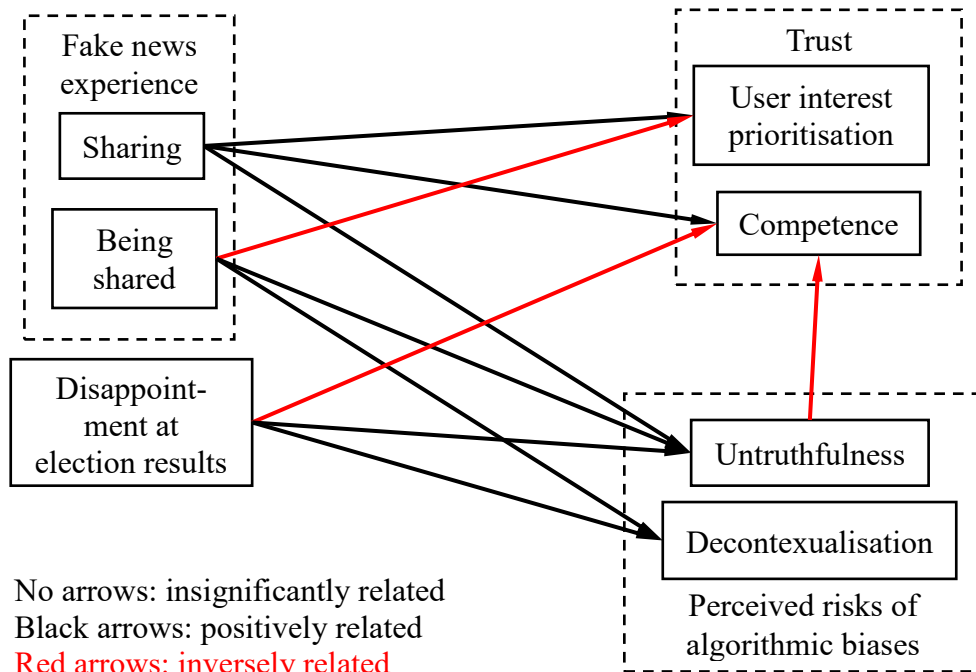 Fake news
experience
Sharing
Being
shared
Disappoint-
ment at
election results
Trust
User interest
prioritisation
Competence
Untruthfulness
Decontexualisation
Perceived risks of
algorithmic biases
No arrows: insignificantly related
Black arrows: positively related
Red arrows: inversely related